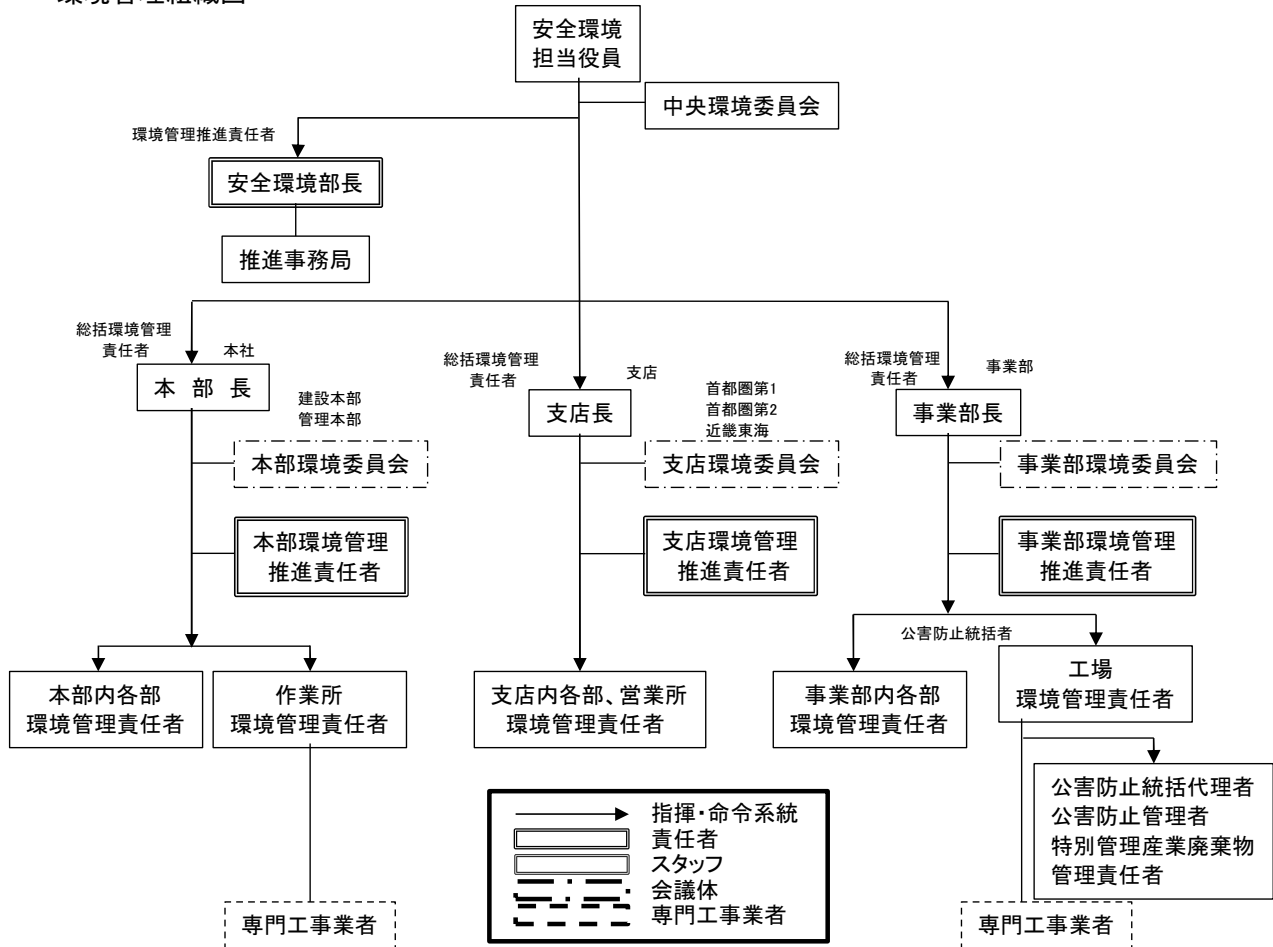 環境管理組織図
安全環境
担当役員
中央環境委員会
環境管理推進責任者
安全環境部長
推進事務局
総括環境管理
責任者
本社
本 部 長
建設本部
管理本部
総括環境管理
責任者
支店
支店長
首都圏第1
首都圏第2
近畿東海
総括環境管理
責任者
事業部
事業部長
本部環境委員会
支店環境委員会
事業部環境委員会
本部環境管理
推進責任者
支店環境管理
推進責任者
事業部環境管理
推進責任者
公害防止統括者
本部内各部
環境管理責任者
作業所
環境管理責任者
支店内各部、営業所
環境管理責任者
事業部内各部
環境管理責任者
工場
環境管理責任者
公害防止統括代理者
公害防止管理者
特別管理産業廃棄物
管理責任者
指揮・命令系統
責任者
スタッフ
会議体
専門工事業者
専門工事業者
専門工事業者